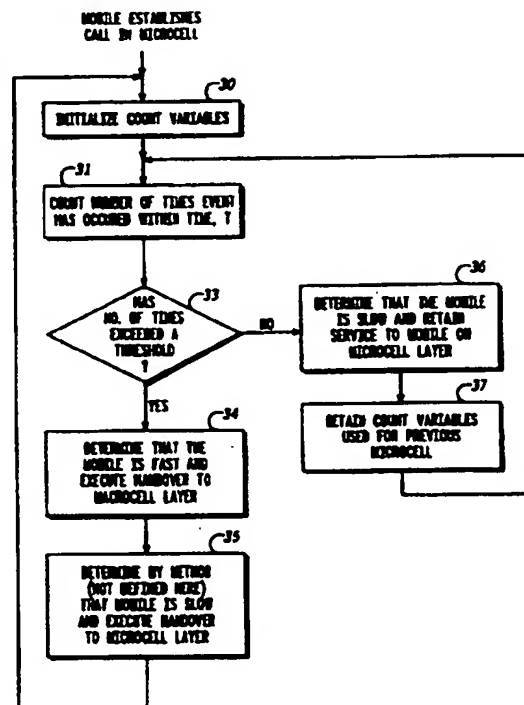 MOBILE ESTABLISHES
CALL IN MICROCELL
30
INITIALIZE COUNT VARIABLES
31
COUNT NUMBER OF TIMES EVENT
HAS OCCURED WITHIN TIME, T
33
HAS
NO. OF TIMES
EXCEEDED A
THRESHOLD
?
NO
YES
36
DETERMINE THAT THE MOBILE
IS SLOW AND RETAIN
SERVICE TO MOBILE ON
MICROCELL LAYER
37
RETAIN COUNT VARIABLES
USED FOR PREVIOUS
MICROCELL
34
DETERMINE THAT THE
MOBILE IS FAST AND
EXECUTE HANDOVER TO
MACROCELL LAYER
35
DETERMINE BY METHOD
(NOT DEFINED HERE)
THAT MOBILE IS SLOW
AND EXECUTE HANDOVER
TO MICROCELL LAYER